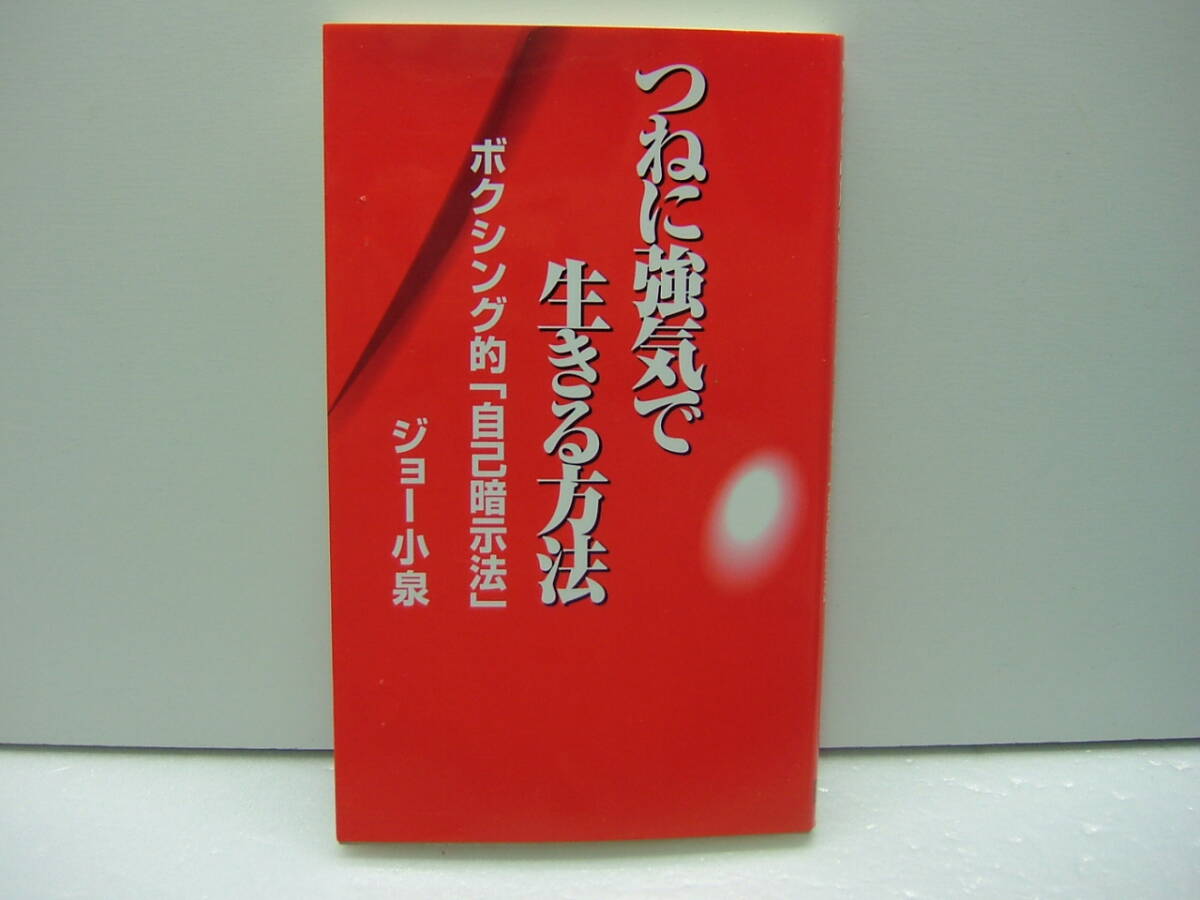 つねに強気で
生きる方法
ボクシング的「自己暗示法」
ジョー小泉